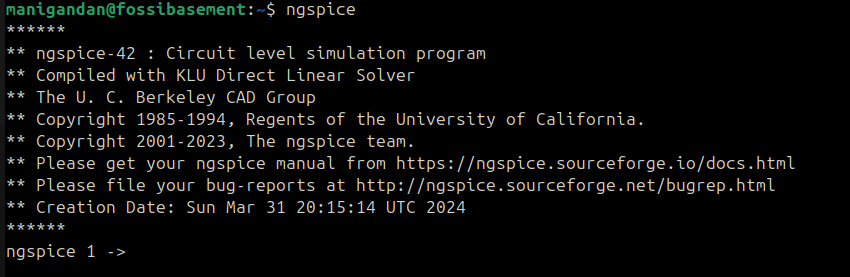 manigandan@fossibasement:~$ ngspice
******
** ngspice-42 : Circuit level simulation program
** Compiled with KLU Direct Linear Solver
** The U. C. Berkeley CAD Group
** Copyright 1985-1994, Regents of the University of California.
** Copyright 2001-2023, The ngspice team.
** Please get your ngspice manual from https://ngspice.sourceforge.io/docs.html
** Please file your bug-reports at http://ngspice.sourceforge.net/bugrep.html
** Creation Date: Sun Mar 31 20:15:14 UTC 2024
******
ngspice 1 ->